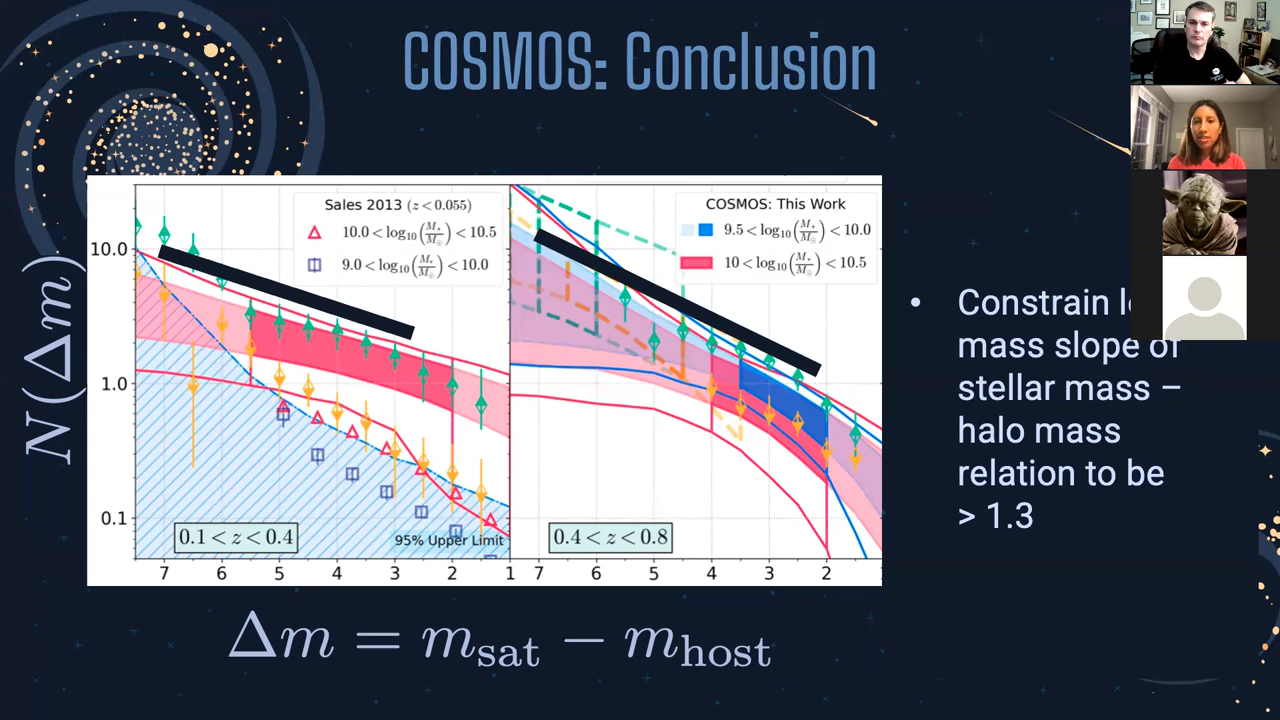 COSMOS: Conclusion
N(Δm)
10.0
1.0
0.1
Sales 2013 (z < 0.055)
10.0 < log₁₀(M⋆/M☉) < 10.5
9.0 < log₁₀(M⋆/M☉) < 10.0
0.1 < z < 0.4
95% Upper Limit
7 6 5 4 3 2 1
COSMOS: This Work
9.5 < log₁₀(M⋆/M☉) < 10.0
10 < log₁₀(M⋆/M☉) < 10.5
0.4 < z < 0.8
7 6 5 4 3 2
Δm = m_sat − m_host
• Constrain
mass slope of
stellar mass –
halo mass
relation to be
> 1.3